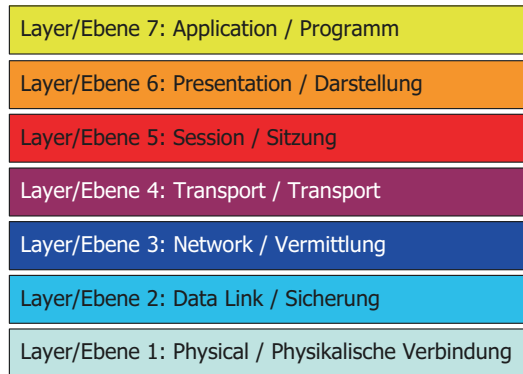 Layer/Ebene 7: Application / Programm
Layer/Ebene 6: Presentation / Darstellung
Layer/Ebene 5: Session / Sitzung
Layer/Ebene 4: Transport / Transport
Layer/Ebene 3: Network / Vermittlung
Layer/Ebene 2: Data Link / Sicherung
Layer/Ebene 1: Physical / Physikalische Verbindung